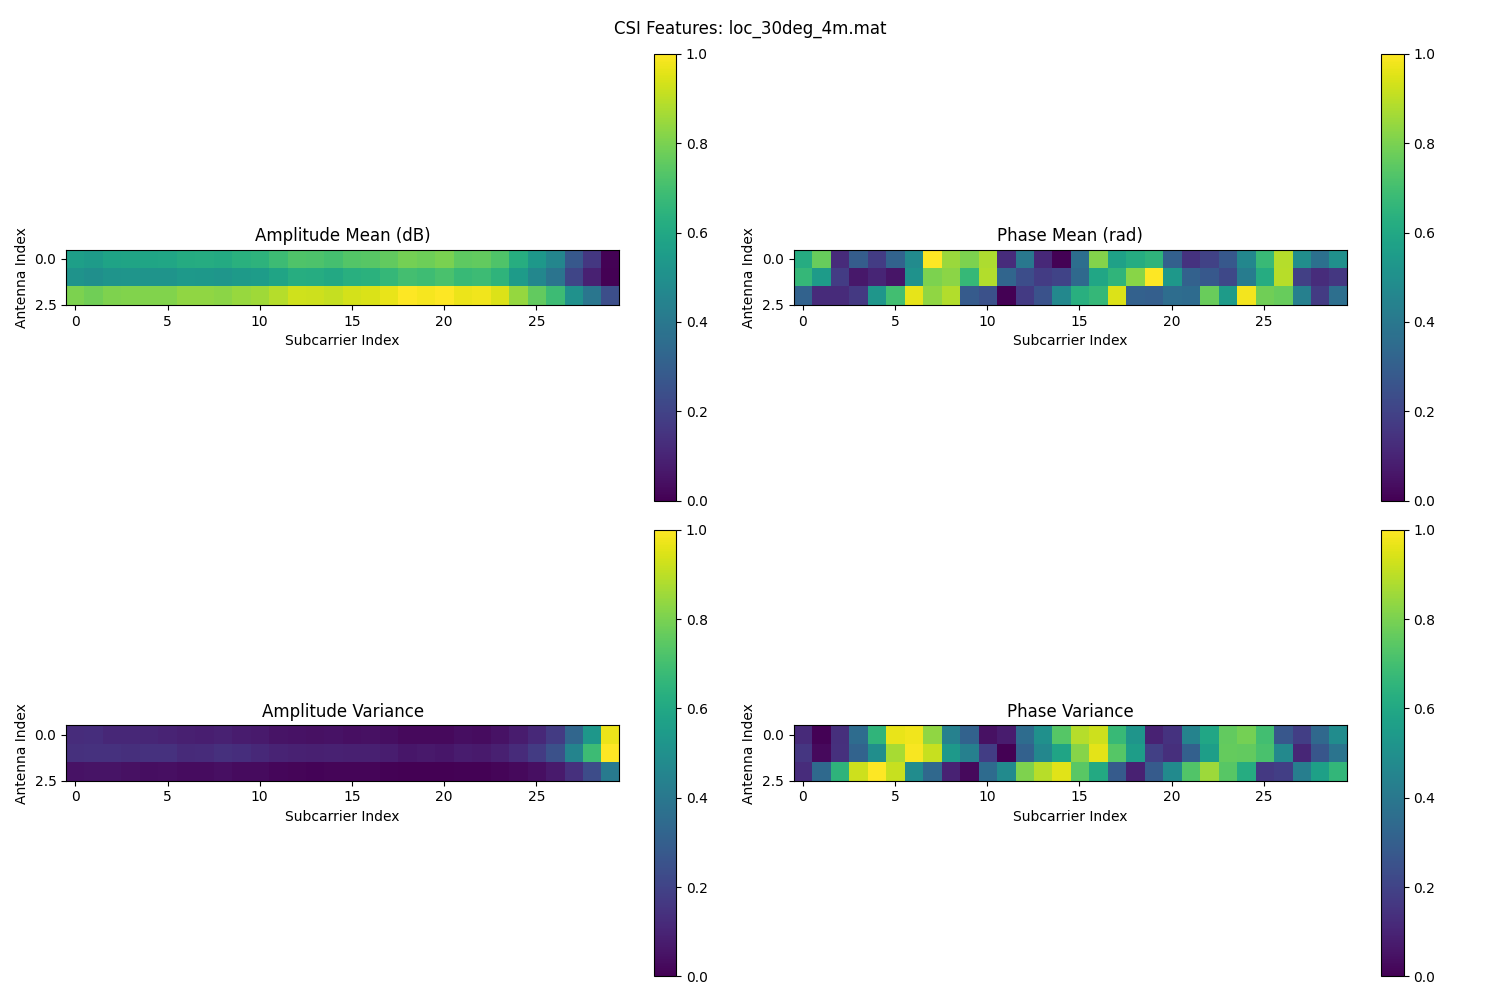 CSI Features: loc_30deg_4m.mat
Amplitude Mean (dB)
Antenna Index
0.0
2.5
0 5 10 15 20 25
Subcarrier Index
1.0
0.8
0.6
0.4
0.2
0.0
Phase Mean (rad)
Antenna Index
0.0
2.5
0 5 10 15 20 25
Subcarrier Index
1.0
0.8
0.6
0.4
0.2
0.0
Amplitude Variance
Antenna Index
0.0
2.5
0 5 10 15 20 25
Subcarrier Index
1.0
0.8
0.6
0.4
0.2
0.0
Phase Variance
Antenna Index
0.0
2.5
0 5 10 15 20 25
Subcarrier Index
1.0
0.8
0.6
0.4
0.2
0.0